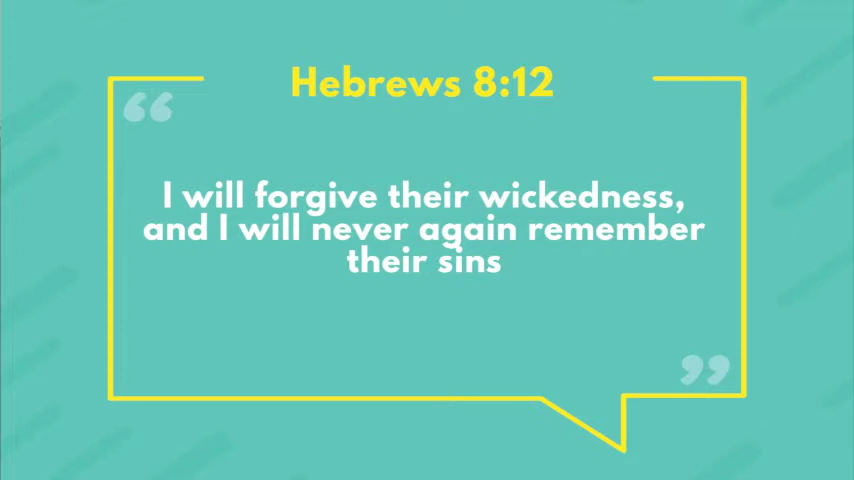 Hebrews 8:12
“
I will forgive their wickedness,
and I will never again remember
their sins
”